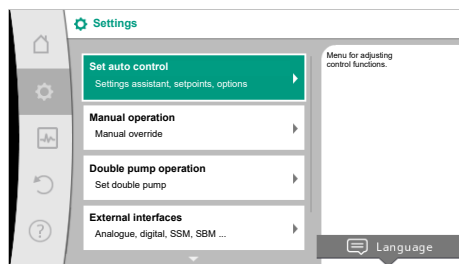 Settings
Set auto control
Settings assistant, setpoints, options
Manual operation
Manual override
Double pump operation
Set double pump
External interfaces
Analogue, digital, SSM, SBM ...
Menu for adjusting
control functions.
Language